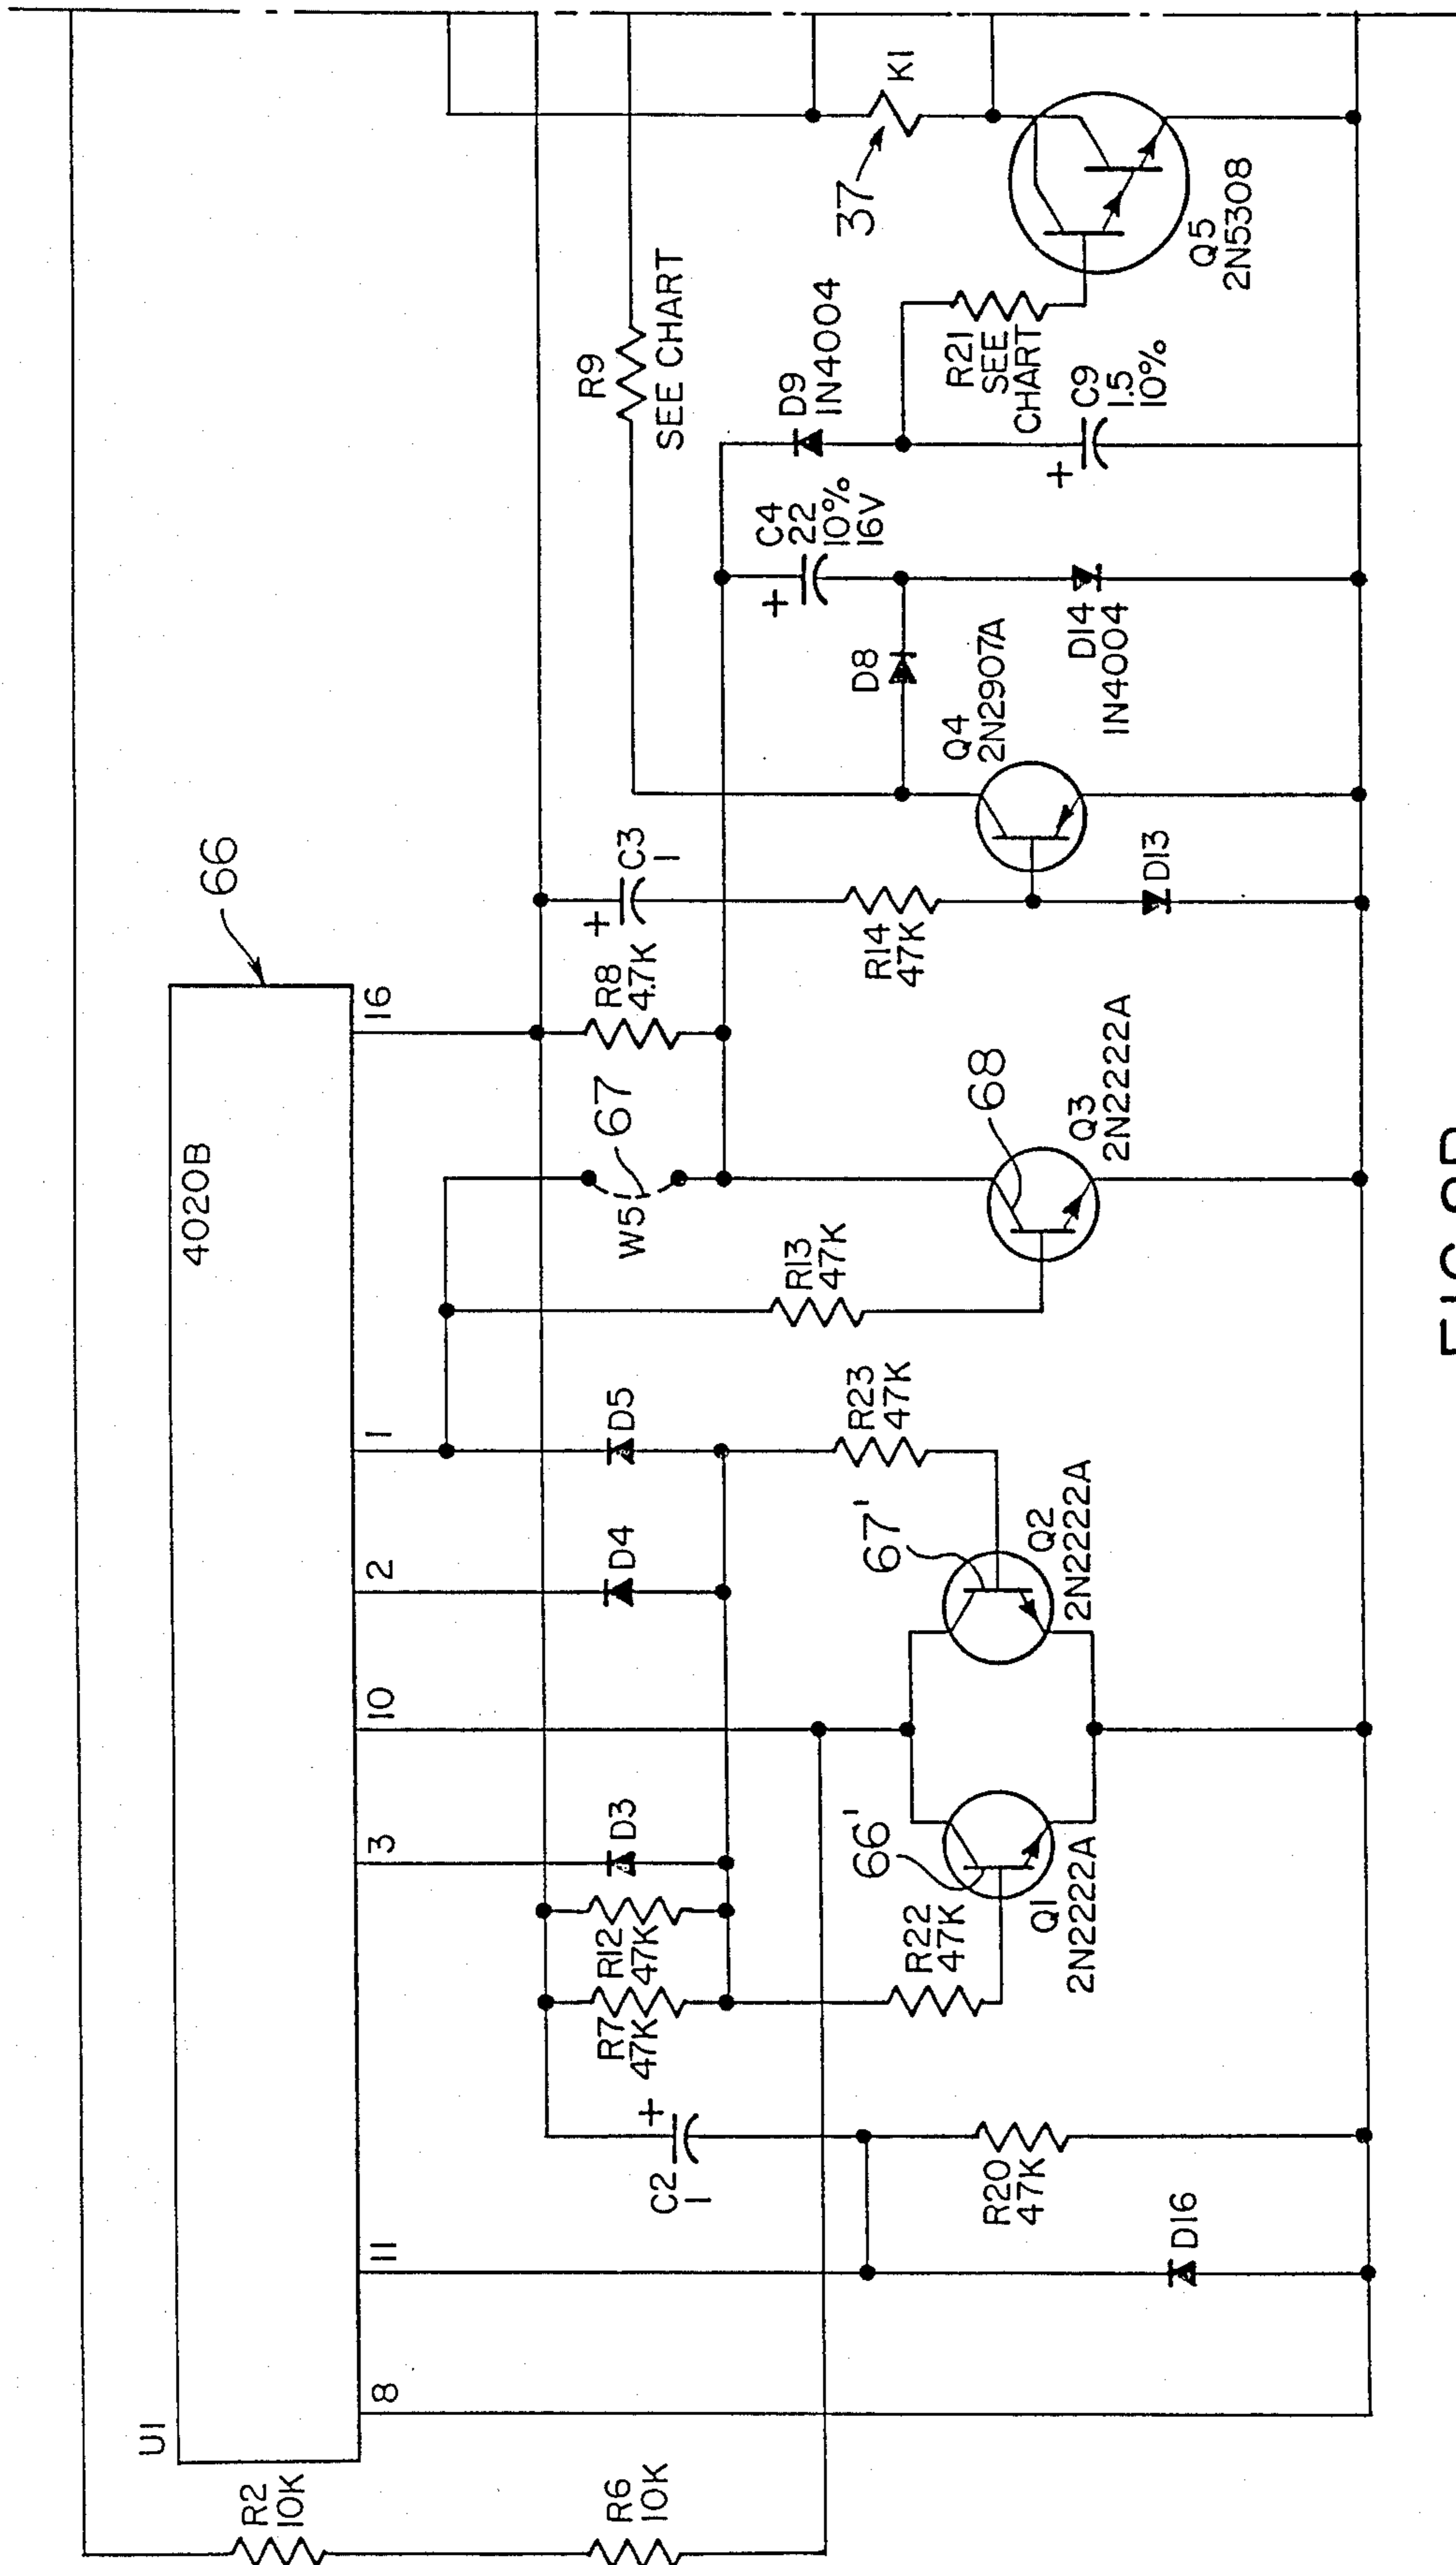 U1
4020B
66
8
11
3
10
2
1
16
R2
10K
R6
10K
C2
1
+
R7
47K
R12
47K
D3
D4
D5
W5
67
R8
4.7K
+
C3
1
R9
SEE CHART
37
K1
D16
R20
47K
R22
47K
66'
Q1
2N2222A
67'
Q2
2N2222A
R23
47K
R13
47K
68
Q3
2N2222A
R14
47K
D13
Q4
2N2907A
D8
+
C4
22
10%
16V
D14
1N4004
D9
1N4004
+
C9
1.5
10%
R21
SEE
CHART
Q5
2N5308